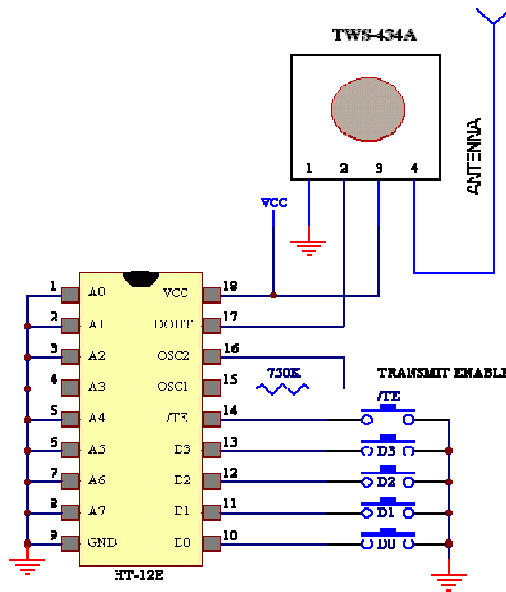 TWS-434A
1 2 3 4
ANTENNA
VCC
1 A0 VCC 18
2 A1 DOUT 17
3 A2 OSC2 16
4 A3 OSC1 15
750K
TRANSMIT ENABLE
/TE
5 A4 /TE 14
6 A5 D3 13 D3
7 A6 D2 12 D2
8 A7 D1 11 D1
9 GND D0 10 D0
HT-12E